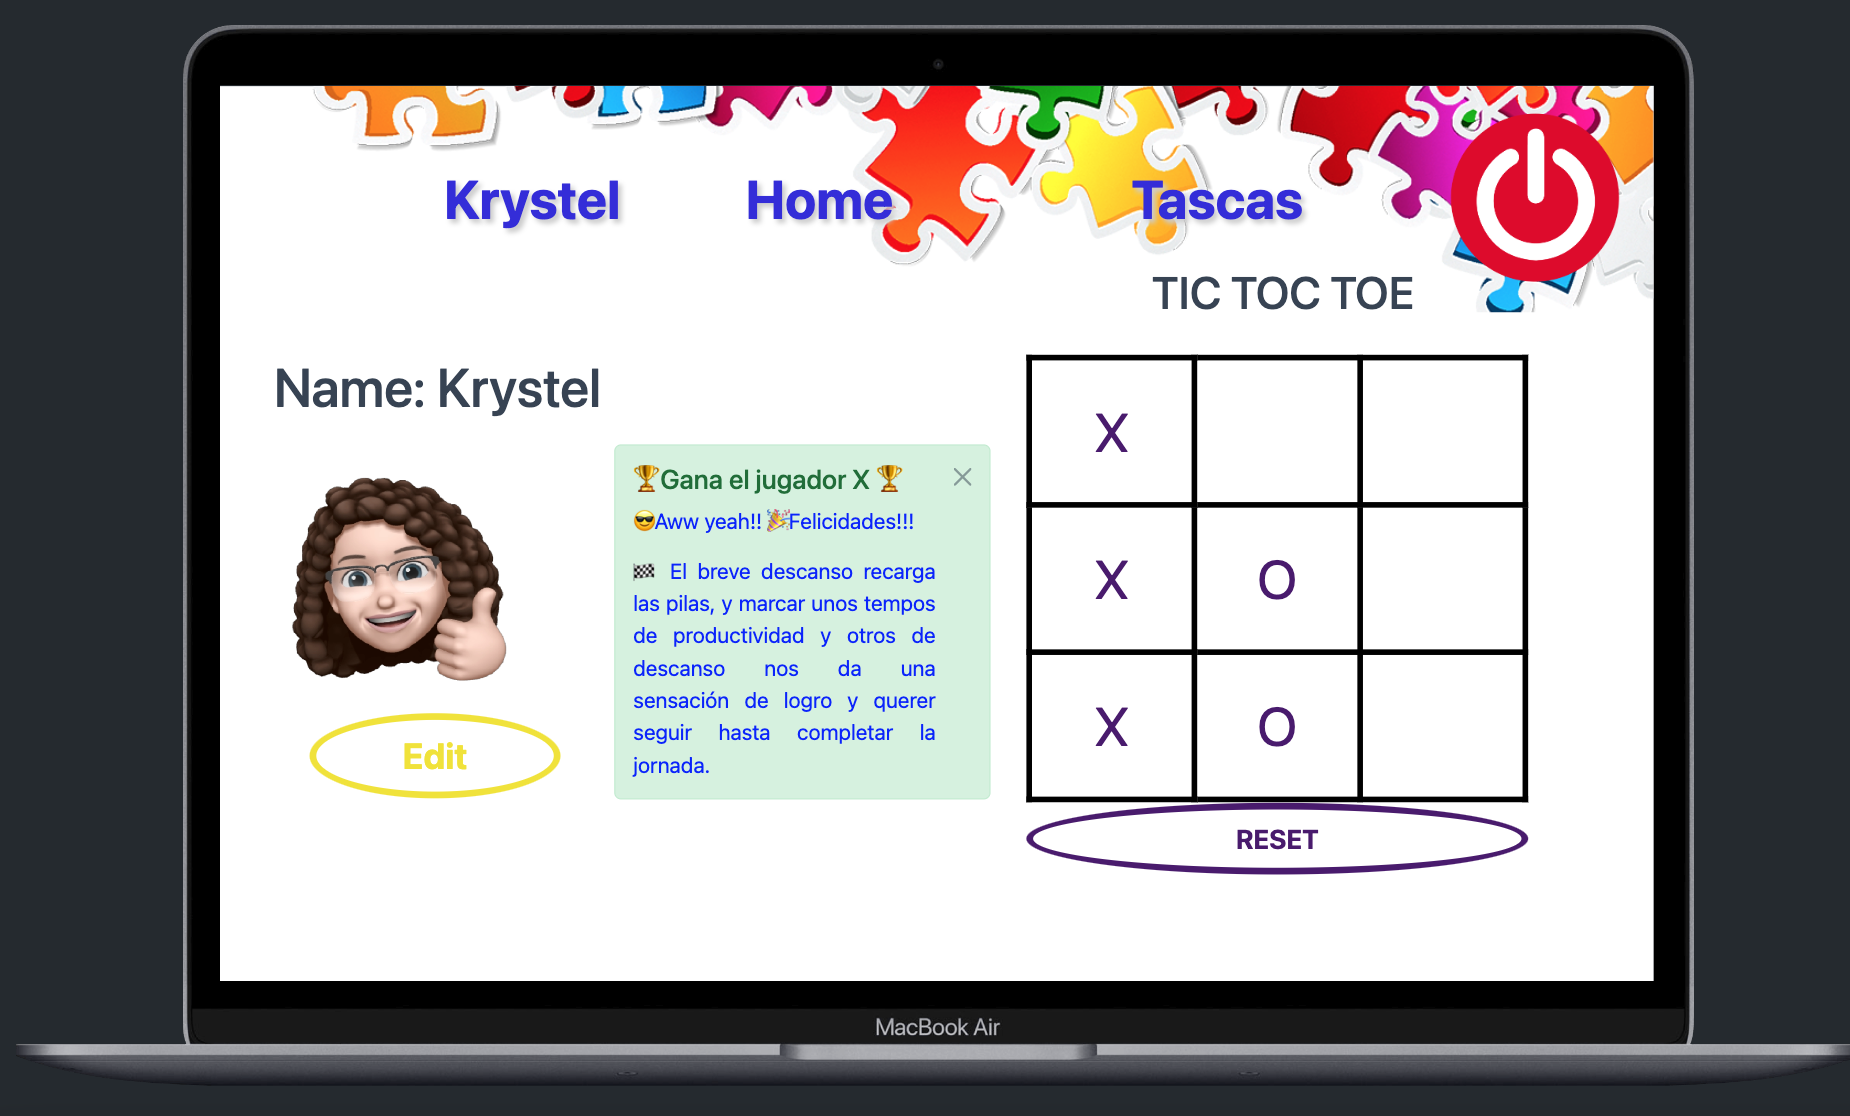 Krystel Home Tascas
TIC TOC TOE
Name: Krystel
🏆Gana el jugador X 🏆
😎Aww yeah!! 🎉Felicidades!!!
🏁 El breve descanso recarga
las pilas, y marcar unos tempos
de productividad y otros de
descanso nos da una
sensación de logro y querer
seguir hasta completar la
jornada.
Edit
X
X O
X O
RESET
MacBook Air